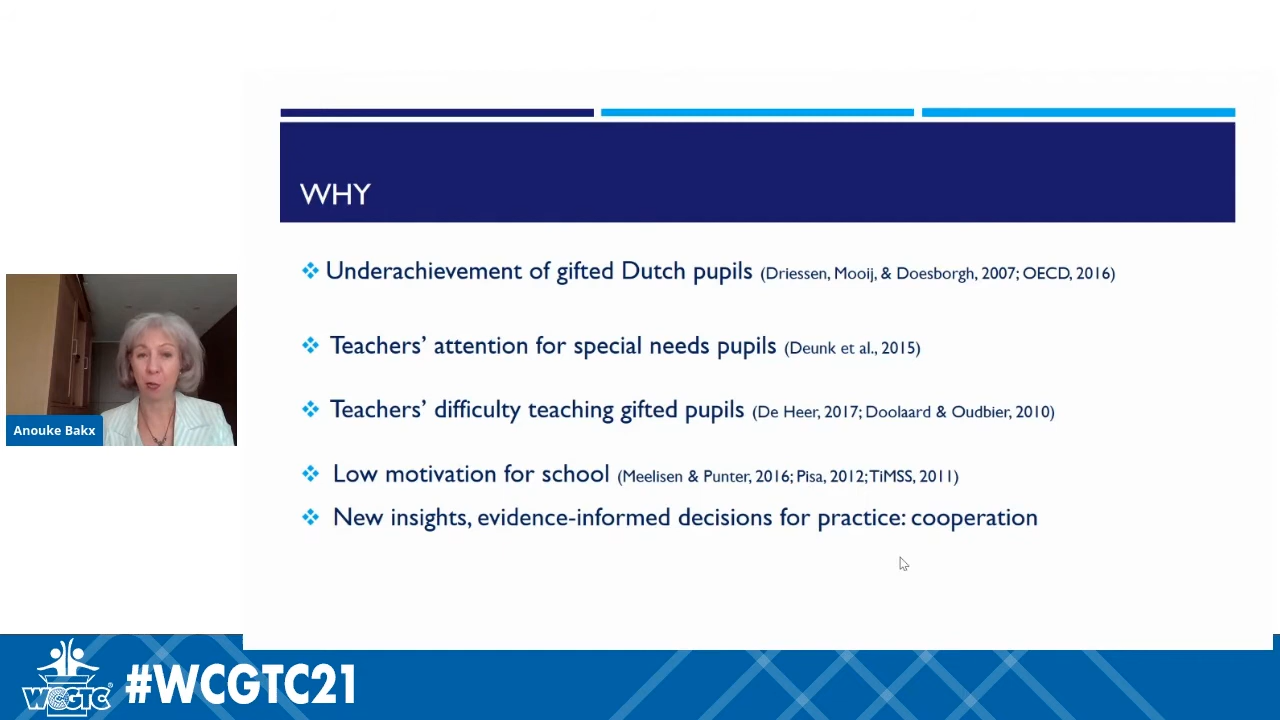 WHY
Underachievement of gifted Dutch pupils (Driessen, Mooij, & Doesborgh, 2007; OECD, 2016)
Teachers’ attention for special needs pupils (Deunk et al., 2015)
Teachers’ difficulty teaching gifted pupils (De Heer, 2017; Doolaard & Oudbier, 2010)
Low motivation for school (Meelisen & Punter, 2016; Pisa, 2012; TiMSS, 2011)
New insights, evidence-informed decisions for practice: cooperation
Anouke Bakx
WCGTC®
#WCGTC21